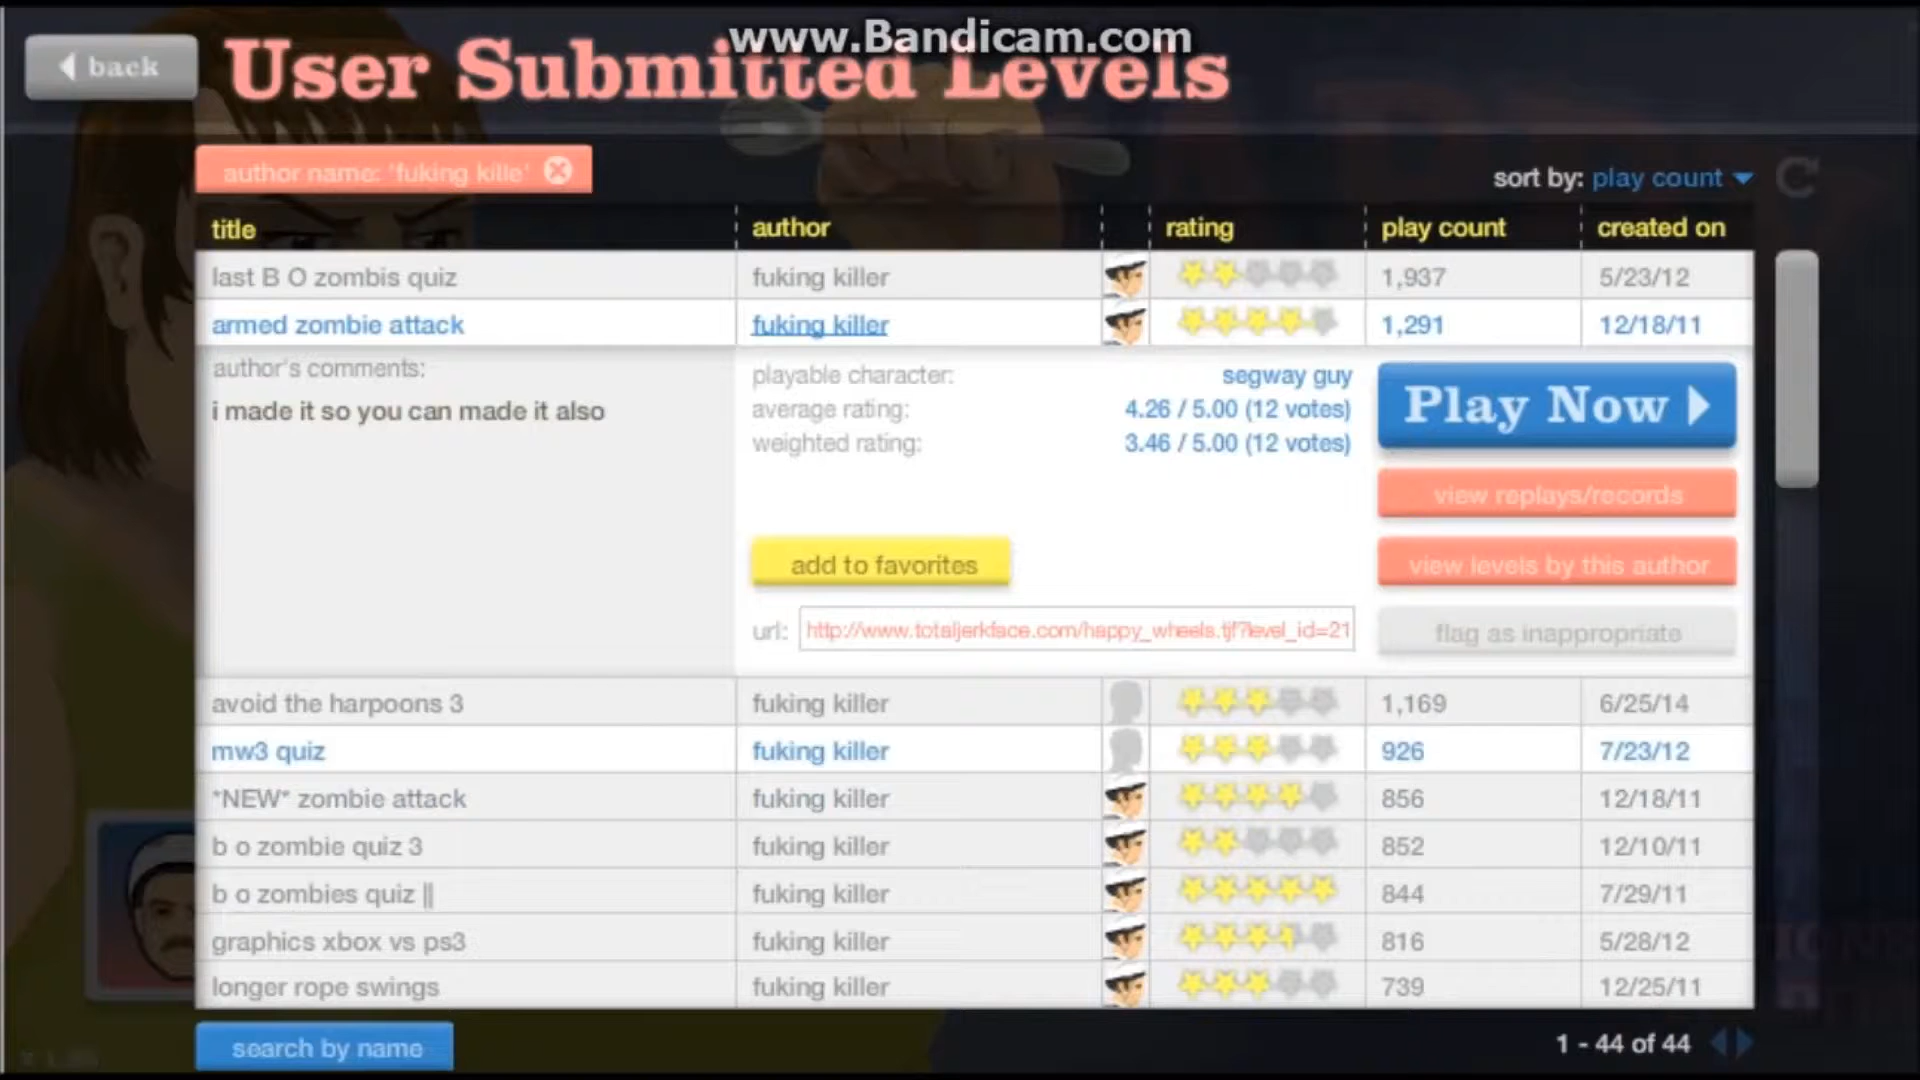 www.Bandicam.com
back
User Submitted Levels
author name: 'fuking kille'
sort by: play count
title author rating play count created on
last B O zombis quiz fuking killer 1,937 5/23/12
armed zombie attack fuking killer 1,291 12/18/11
author's comments:
i made it so you can made it also
playable character: segway guy
average rating: 4.26 / 5.00 (12 votes)
weighted rating: 3.46 / 5.00 (12 votes)
Play Now
view replays/records
add to favorites
view levels by this author
url: http://www.totaljerkface.com/happy_wheels.tjf?level_id=21
flag as inappropriate
avoid the harpoons 3 fuking killer 1,169 6/25/14
mw3 quiz fuking killer 926 7/23/12
*NEW* zombie attack fuking killer 856 12/18/11
b o zombie quiz 3 fuking killer 852 12/10/11
b o zombies quiz || fuking killer 844 7/29/11
graphics xbox vs ps3 fuking killer 816 5/28/12
longer rope swings fuking killer 739 12/25/11
search by name
1 - 44 of 44